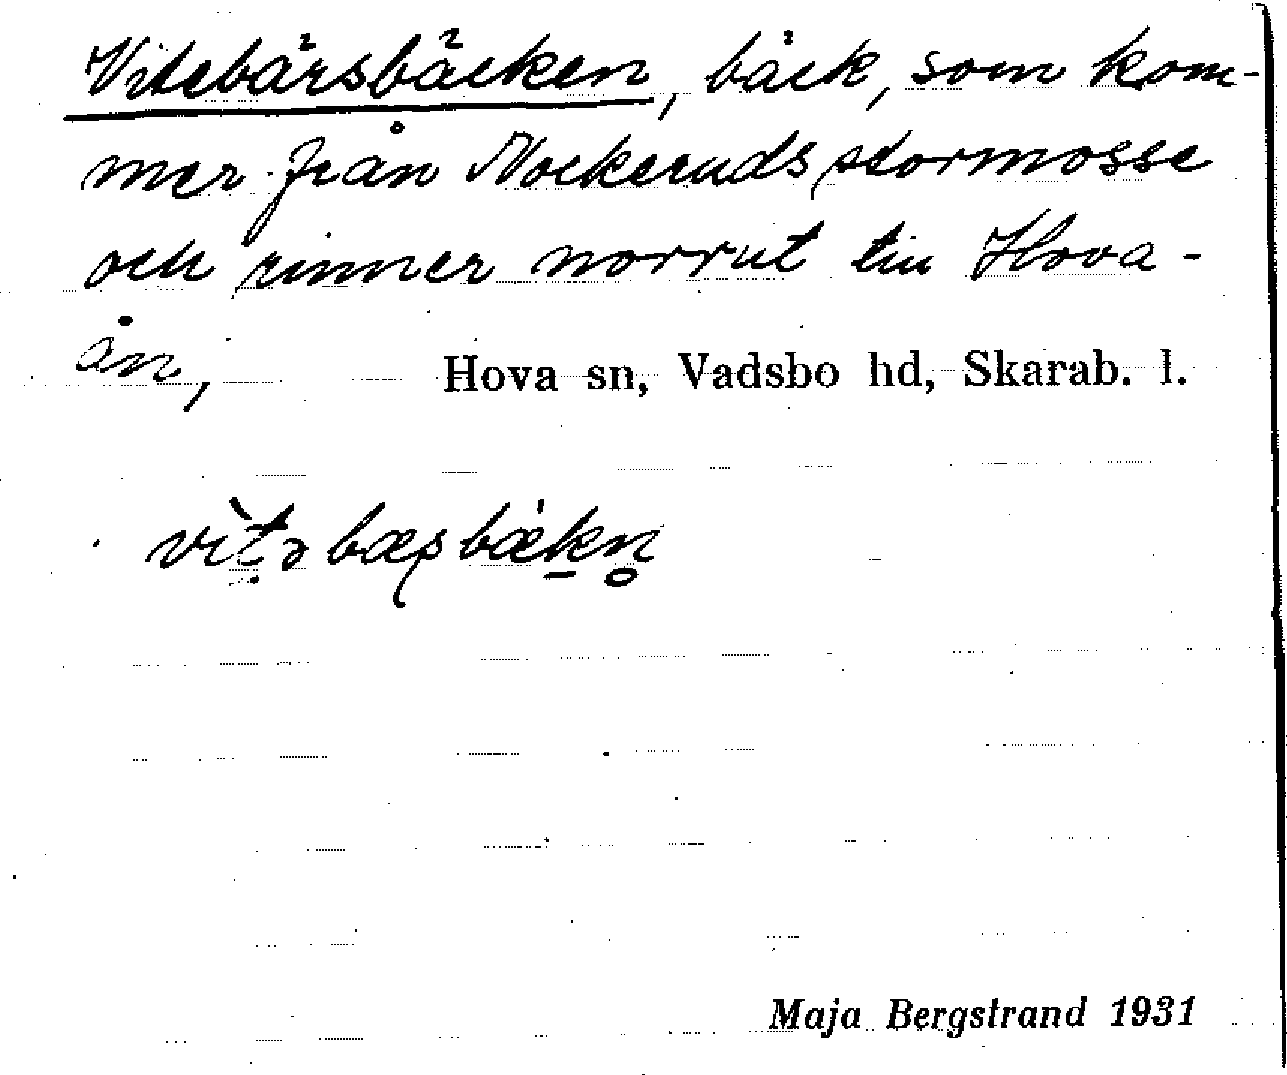 Vitebärsbäcken, bäck, som kom-
mer från Nockeruds stormosse
och rinner norrut till Hova-
ån,
Hova sn, Vadsbo hd, Skarab. l.
Maja Bergstrand 1931